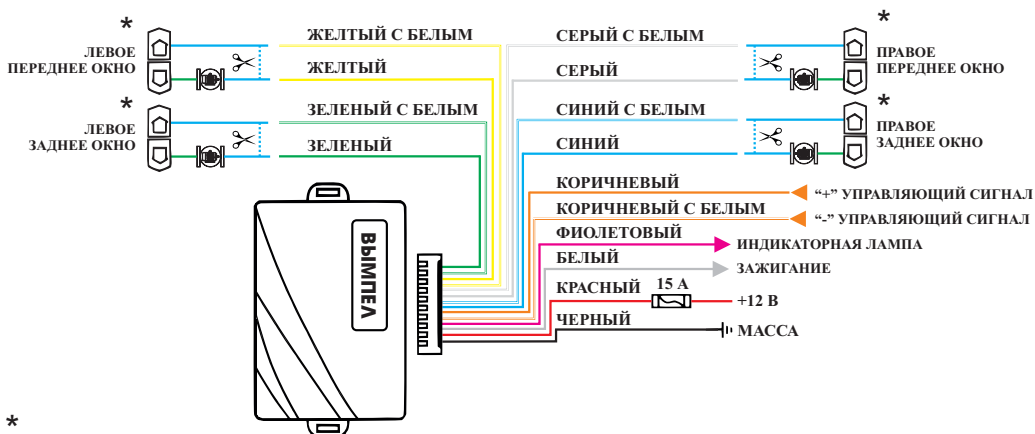 *
ЛЕВОЕ
ПЕРЕДНЕЕ ОКНО
ЖЕЛТЫЙ С БЕЛЫМ
ЖЕЛТЫЙ
*
ЛЕВОЕ
ЗАДНЕЕ ОКНО
ЗЕЛЕНЫЙ С БЕЛЫМ
ЗЕЛЕНЫЙ
СЕРЫЙ С БЕЛЫМ
СЕРЫЙ
*
ПРАВОЕ
ПЕРЕДНЕЕ ОКНО
СИНИЙ С БЕЛЫМ
СИНИЙ
*
ПРАВОЕ
ЗАДНЕЕ ОКНО
КОРИЧНЕВЫЙ
“+” УПРАВЛЯЮЩИЙ СИГНАЛ
КОРИЧНЕВЫЙ С БЕЛЫМ
“-” УПРАВЛЯЮЩИЙ СИГНАЛ
ФИОЛЕТОВЫЙ
ИНДИКАТОРНАЯ ЛАМПА
БЕЛЫЙ
ЗАЖИГАНИЕ
КРАСНЫЙ
15 А
+12 В
ЧЕРНЫЙ
МАССА
ВЫМПЕЛ
*